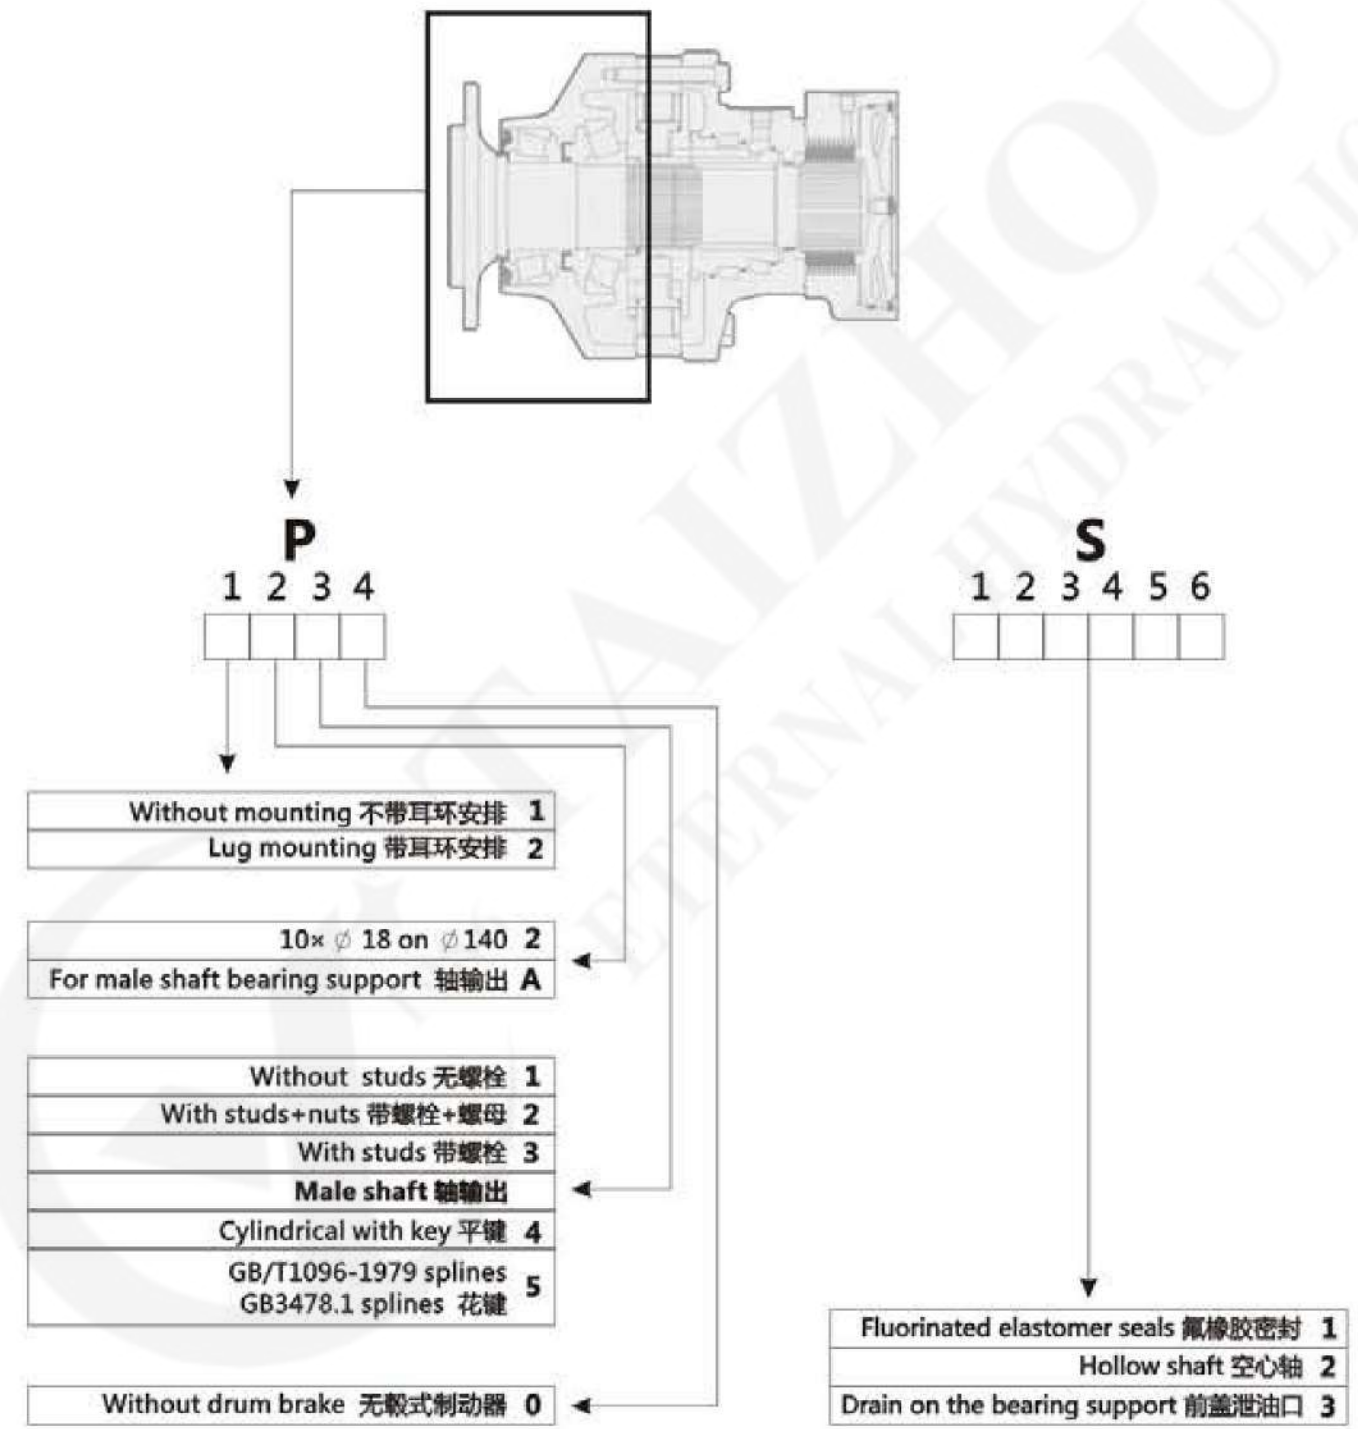 P
1 2 3 4
S
1 2 3 4 5 6
Without mounting 不带耳环安排 1
Lug mounting 带耳环安排 2
10× ∅ 18 on ∅140 2
For male shaft bearing support 轴输出 A
Without studs 无螺栓 1
With studs+nuts 带螺栓+螺母 2
With studs 带螺栓 3
Male shaft 轴输出
Cylindrical with key 平键 4
GB/T1096-1979 splines
GB3478.1 splines 花键 5
Without drum brake 无毂式制动器 0
Fluorinated elastomer seals 氟橡胶密封 1
Hollow shaft 空心轴 2
Drain on the bearing support 前盖泄油口 3
TAIZHOU
ETERNAL HYDRAULIC